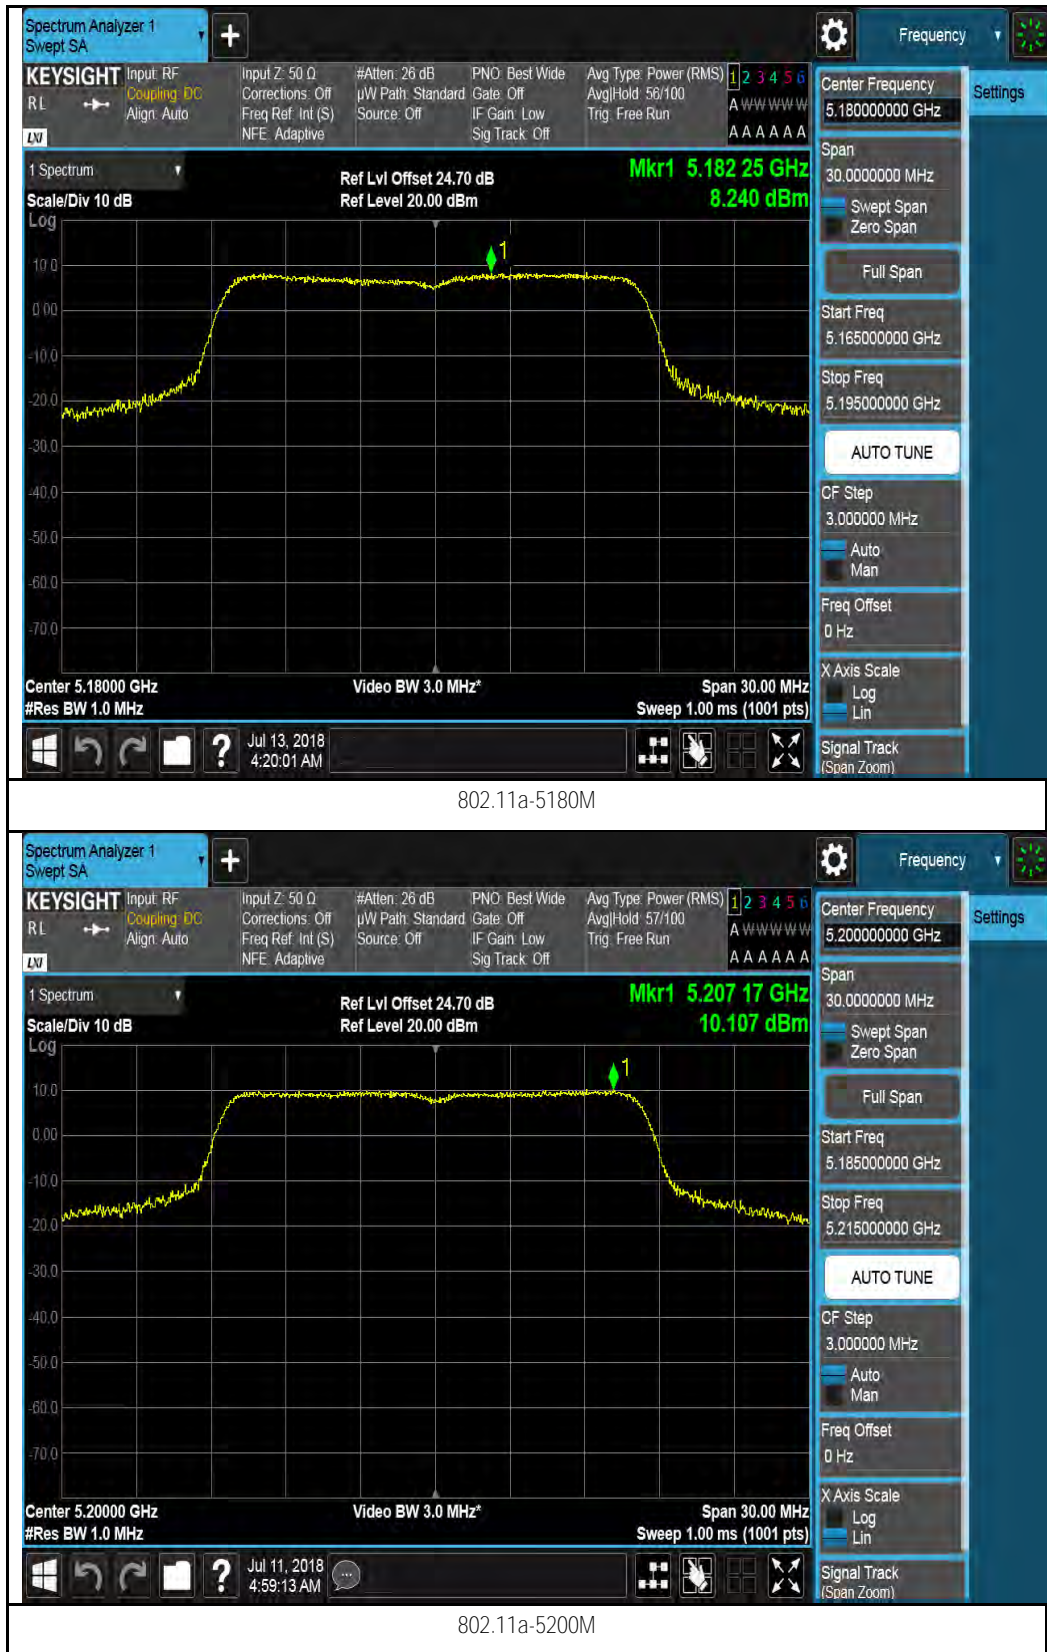 Spectrum Analyzer 1
Swept SA
+
Frequency
KEYSIGHT
RL
LXI
Input: RF
Coupling: DC
Align: Auto
Input Z: 50 Ω
Corrections: Off
Freq Ref: Int (S)
NFE: Adaptive
#Atten: 26 dB
µW Path: Standard
Source: Off
PNO: Best Wide
Gate: Off
IF Gain: Low
Sig Track: Off
Avg Type: Power (RMS)
Avg|Hold: 56/100
Trig: Free Run
1 2 3 4 5 6
A W W W W W
A A A A A A
Center Frequency
5.180000000 GHz
Settings
1 Spectrum
Scale/Div 10 dB
Ref Lvl Offset 24.70 dB
Ref Level 20.00 dBm
Mkr1 5.182 25 GHz
8.240 dBm
Log
1
10.0
0.00
-10.0
-20.0
-30.0
-40.0
-50.0
-60.0
-70.0
Span
30.0000000 MHz
Swept Span
Zero Span
Full Span
Start Freq
5.165000000 GHz
Stop Freq
5.195000000 GHz
AUTO TUNE
CF Step
3.000000 MHz
Auto
Man
Freq Offset
0 Hz
X Axis Scale
Log
Lin
Signal Track
(Span Zoom)
Center 5.18000 GHz
Video BW 3.0 MHz*
Span 30.00 MHz
#Res BW 1.0 MHz
Sweep 1.00 ms (1001 pts)
?
Jul 13, 2018
4:20:01 AM
802.11a-5180M
Spectrum Analyzer 1
Swept SA
+
Frequency
KEYSIGHT
RL
LXI
Input: RF
Coupling: DC
Align: Auto
Input Z: 50 Ω
Corrections: Off
Freq Ref: Int (S)
NFE: Adaptive
#Atten: 26 dB
µW Path: Standard
Source: Off
PNO: Best Wide
Gate: Off
IF Gain: Low
Sig Track: Off
Avg Type: Power (RMS)
Avg|Hold: 57/100
Trig: Free Run
1 2 3 4 5 6
A W W W W W
A A A A A A
Center Frequency
5.200000000 GHz
Settings
1 Spectrum
Scale/Div 10 dB
Ref Lvl Offset 24.70 dB
Ref Level 20.00 dBm
Mkr1 5.207 17 GHz
10.107 dBm
Log
1
10.0
0.00
-10.0
-20.0
-30.0
-40.0
-50.0
-60.0
-70.0
Span
30.0000000 MHz
Swept Span
Zero Span
Full Span
Start Freq
5.185000000 GHz
Stop Freq
5.215000000 GHz
AUTO TUNE
CF Step
3.000000 MHz
Auto
Man
Freq Offset
0 Hz
X Axis Scale
Log
Lin
Signal Track
(Span Zoom)
Center 5.20000 GHz
Video BW 3.0 MHz*
Span 30.00 MHz
#Res BW 1.0 MHz
Sweep 1.00 ms (1001 pts)
?
Jul 11, 2018
4:59:13 AM
802.11a-5200M